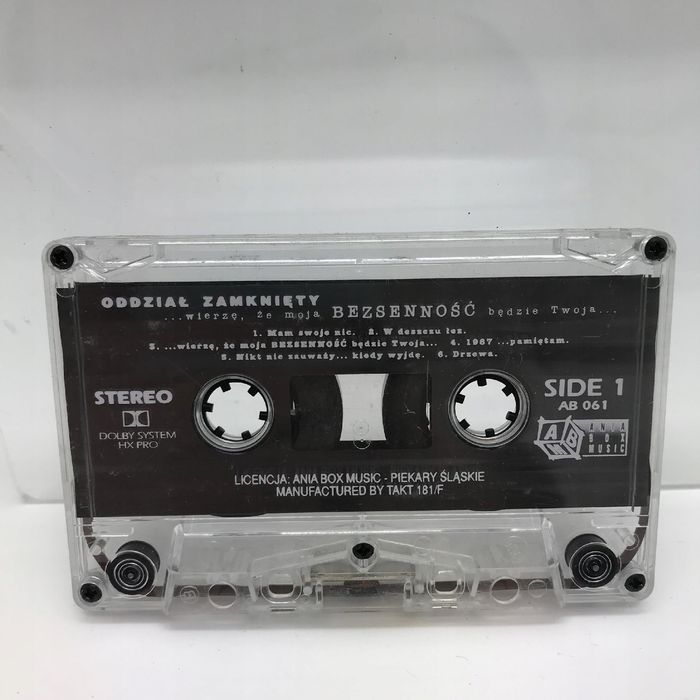 ODDZIAŁ ZAMKNIĘTY
...wierzę, że moja BEZSENNOŚĆ będzie Twoja...
1. Mam swoje nic. 2. W deszczu łez.
3. ...wierzę, że moja BEZSENNOŚĆ będzie Twoja... 4. 1967 ...pamiętam.
5. Nikt nie zauważy... kiedy wyjdę. 6. Drzewa.
STEREO
DOLBY SYSTEM
HX PRO
SIDE 1
AB 061
ABM
ANIA
BOX
MUSIC
LICENCJA: ANIA BOX MUSIC - PIEKARY ŚLĄSKIE
MANUFACTURED BY TAKT 181/F